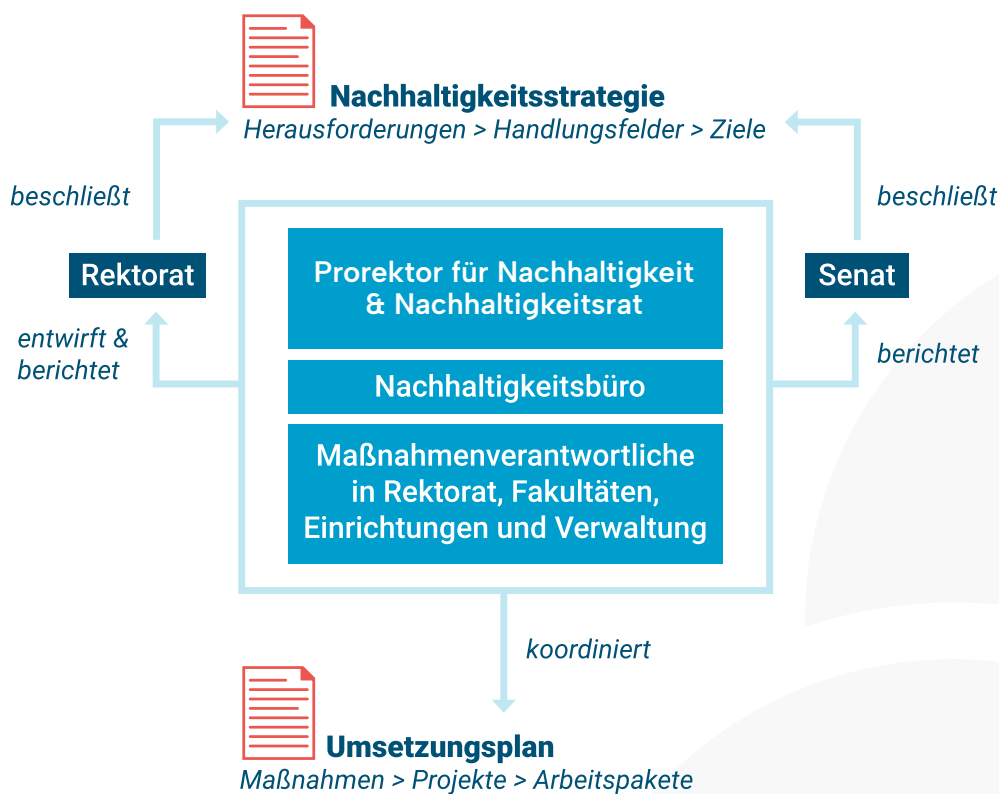 Nachhaltigkeitsstrategie
Herausforderungen > Handlungsfelder > Ziele
beschließt
beschließt
Rektorat
Senat
Prorektor für Nachhaltigkeit
& Nachhaltigkeitsrat
entwirft &
berichtet
berichtet
Nachhaltigkeitsbüro
Maßnahmenverantwortliche
in Rektorat, Fakultäten,
Einrichtungen und Verwaltung
koordiniert
Umsetzungsplan
Maßnahmen > Projekte > Arbeitspakete